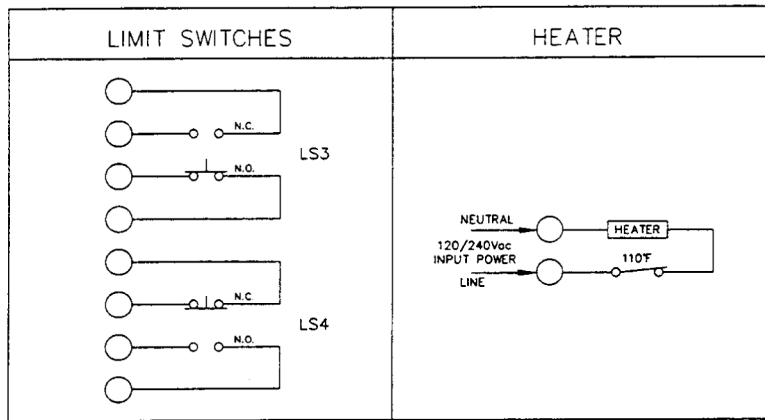 LIMIT SWITCHES
HEATER
N.C.
LS3
N.O.
N.C.
LS4
N.O.
NEUTRAL
HEATER
120/240Vac
INPUT POWER
110°F
LINE